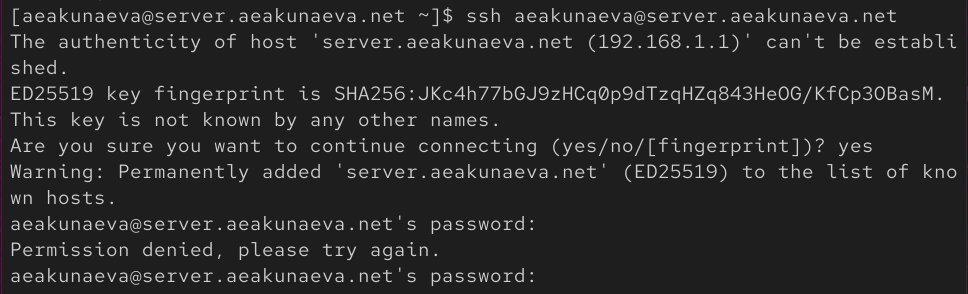 [aeakunaeva@server.aeakunaeva.net ~]$ ssh aeakunaeva@server.aeakunaeva.net
The authenticity of host 'server.aeakunaeva.net (192.168.1.1)' can't be establi
shed.
ED25519 key fingerprint is SHA256:JKc4h77bGJ9zHCq0p9dTzqHZq843HeOG/KfCp3OBasM.
This key is not known by any other names.
Are you sure you want to continue connecting (yes/no/[fingerprint])? yes
Warning: Permanently added 'server.aeakunaeva.net' (ED25519) to the list of kno
wn hosts.
aeakunaeva@server.aeakunaeva.net's password:
Permission denied, please try again.
aeakunaeva@server.aeakunaeva.net's password: